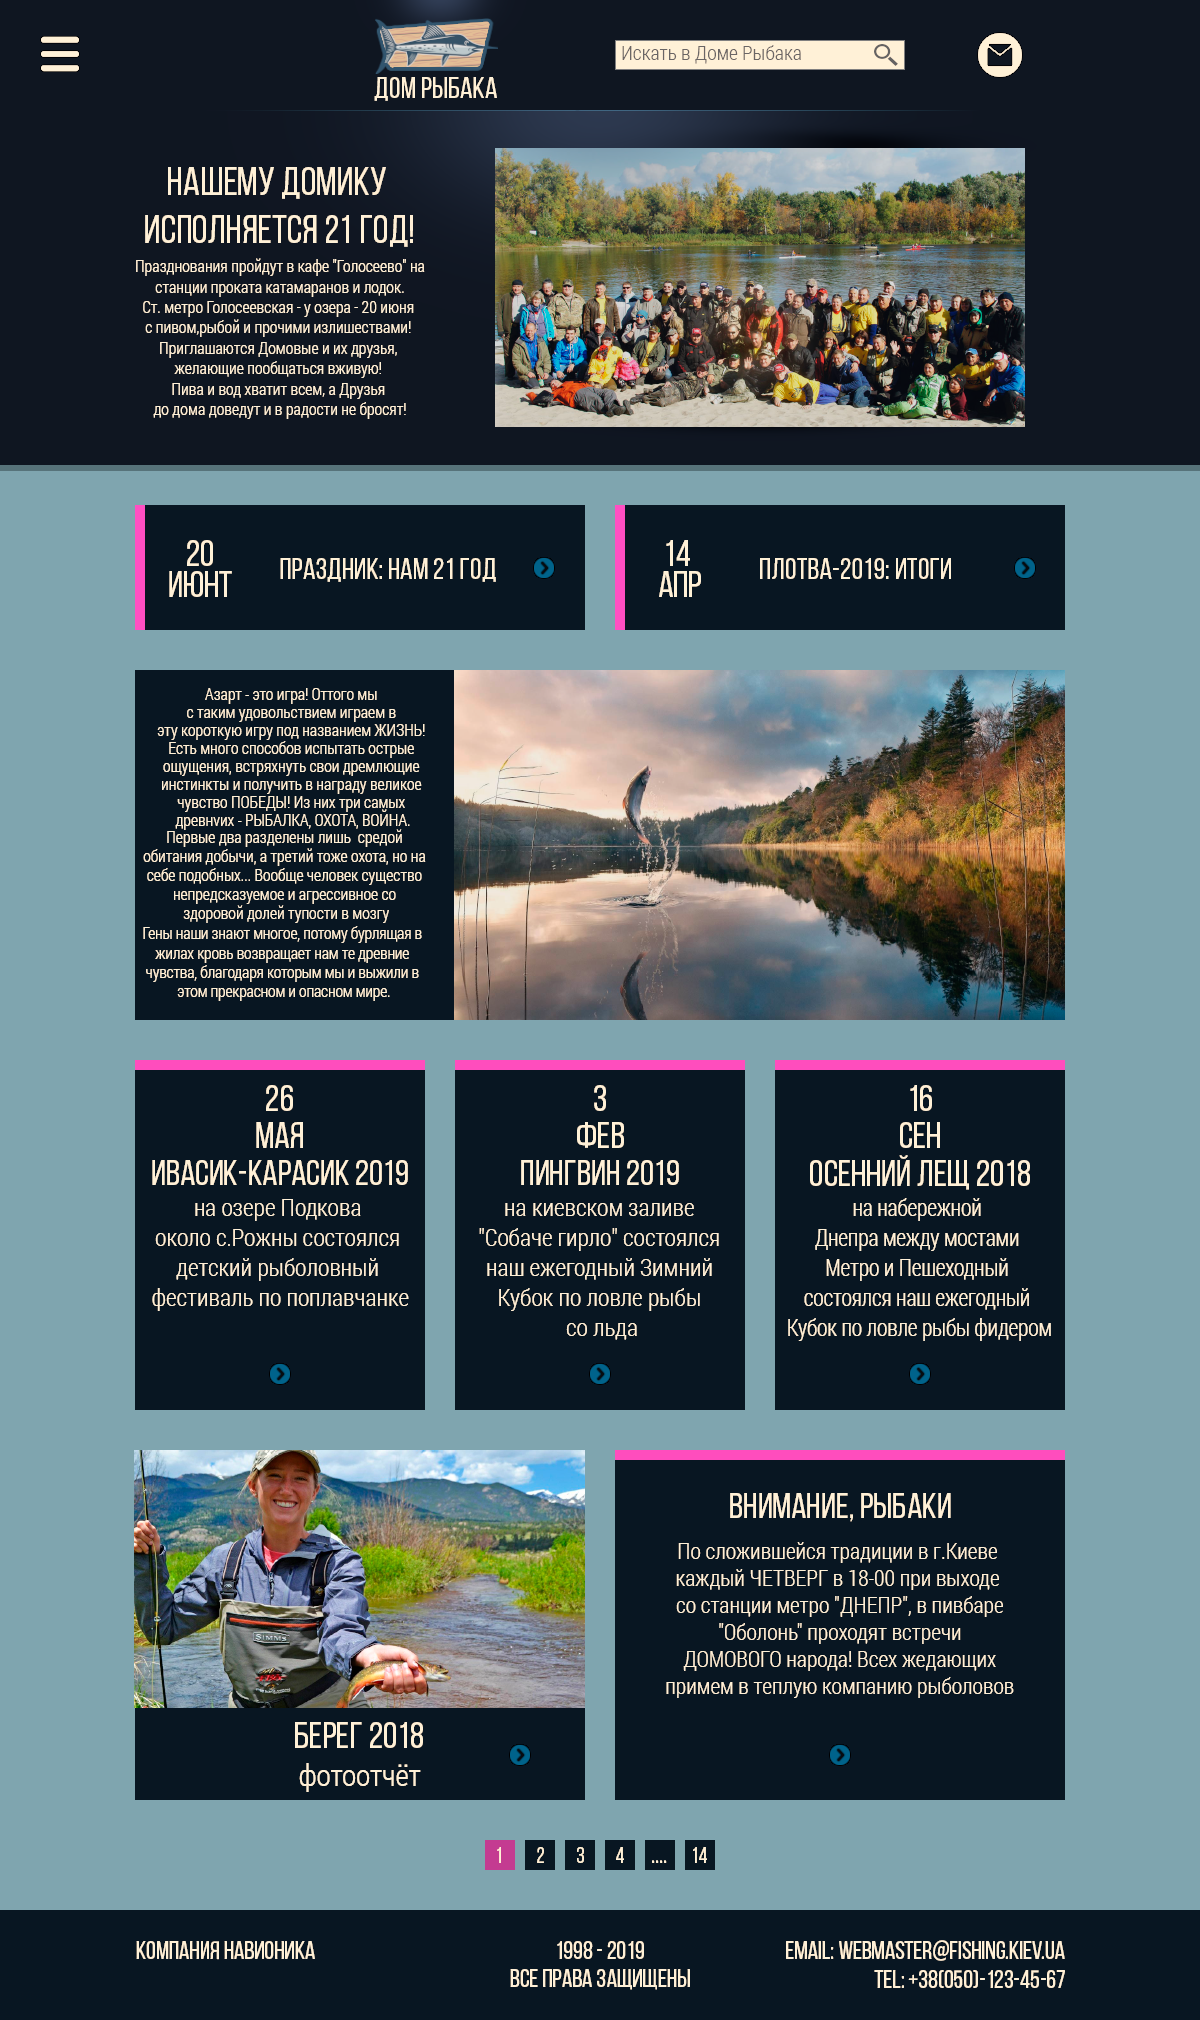 ДОМ РЫБАКА
Искать в Доме Рыбака
НАШЕМУ ДОМИКУ
ИСПОЛНЯЕТСЯ 21 ГОД!
Празднования пройдут в кафе "Голосеево" на
станции проката катамаранов и лодок.
Ст. метро Голосеевская - у озера - 20 июня
с пивом,рыбой и прочими излишествами!
Приглашаются Домовые и их друзья,
желающие пообщаться вживую!
Пива и вод хватит всем, а Друзья
до дома доведут и в радости не бросят!
20
ИЮНТ
ПРАЗДНИК: НАМ 21 ГОД
14
АПР
ПЛОТВА-2019: ИТОГИ
Азарт - это игра! Оттого мы
с таким удовольствием играем в
эту короткую игру под названием ЖИЗНЬ!
Есть много способов испытать острые
ощущения, встряхнуть свои дремлющие
инстинкты и получить в награду великое
чувство ПОБЕДЫ! Из них три самых
древнvих - РЫБАЛКА, ОХОТА, ВОЙНА.
Первые два разделены лишь средой
обитания добычи, а третий тоже охота, но на
себе подобных... Вообще человек существо
непредсказуемое и агрессивное со
здоровой долей тупости в мозгу
Гены наши знают многое, потому бурлящая в
жилах кровь возвращает нам те древние
чувства, благодаря которым мы и выжили в
этом прекрасном и опасном мире.
26
МАЯ
ИВАСИК-КАРАСИК 2019
на озере Подкова
около с.Рожны состоялся
детский рыболовный
фестиваль по поплавчанке
3
ФЕВ
ПИНГВИН 2019
на киевском заливе
"Собаче гирло" состоялся
наш ежегодный Зимний
Кубок по ловле рыбы
со льда
16
СЕН
ОСЕННИЙ ЛЕЩ 2018
на набережной
Днепра между мостами
Метро и Пешеходный
состоялся наш ежегодный
Кубок по ловле рыбы фидером
SIMMS
БЕРЕГ 2018
фотоотчёт
ВНИМАНИЕ, РЫБАКИ
По сложившейся традиции в г.Киеве
каждый ЧЕТВЕРГ в 18-00 при выходе
со станции метро "ДНЕПР", в пивбаре
"Оболонь" проходят встречи
ДОМОВОГО народа! Всех жедающих
примем в теплую компанию рыболовов
1 2 3 4 .... 14
КОМПАНИЯ НАВИОНИКА
1998 - 2019
ВСЕ ПРАВА ЗАЩИЩЕНЫ
EMAIL: WEBMASTER@FISHING.KIEV.UA
TEL: +38(050)-123-45-67